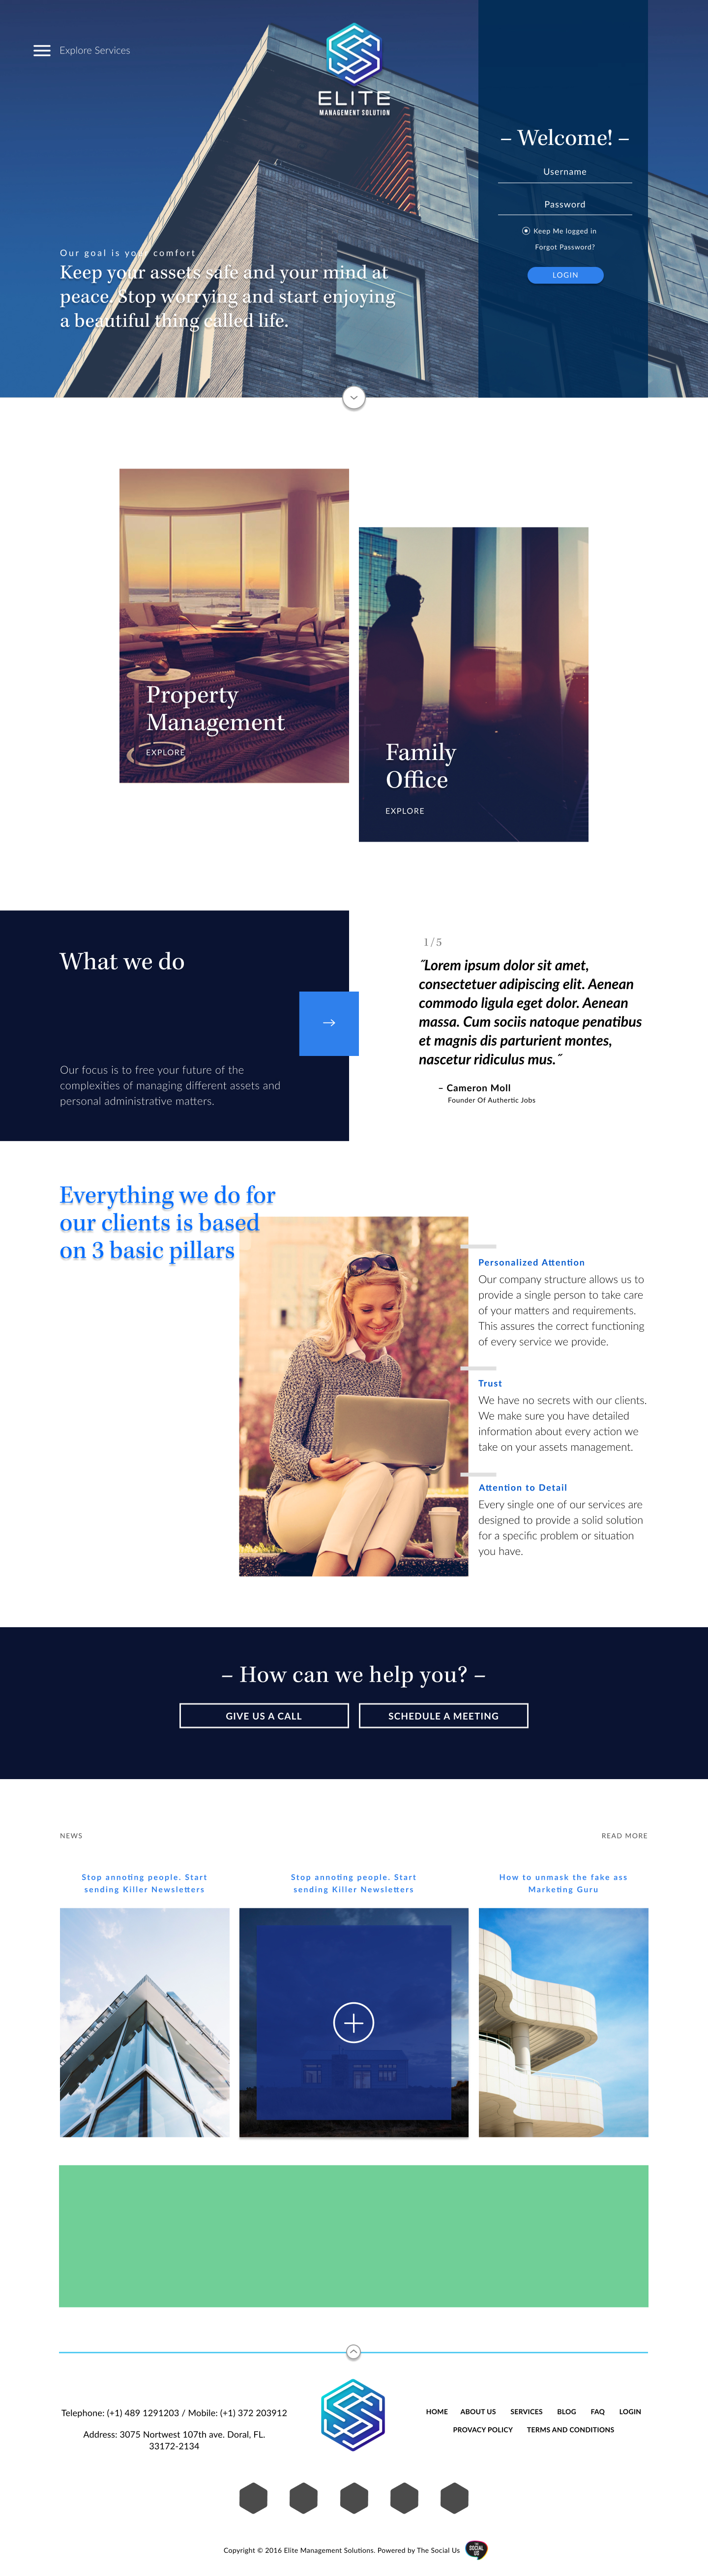 Explore Services
ELITE
MANAGEMENT SOLUTION
– Welcome! –
Username
Password
Keep Me logged in
Forgot Password?
LOGIN
Our goal is your comfort
Keep your assets safe and your mind at
peace. Stop worrying and start enjoying
a beautiful thing called life.
Property
Management
EXPLORE
Family
Office
EXPLORE
What we do
Our focus is to free your future of the
complexities of managing different assets and
personal administrative matters.
1 / 5
˝Lorem ipsum dolor sit amet,
consectetuer adipiscing elit. Aenean
commodo ligula eget dolor. Aenean
massa. Cum sociis natoque penatibus
et magnis dis parturient montes,
nascetur ridiculus mus.˝
– Cameron Moll
Founder Of Authertic Jobs
Everything we do for
our clients is based
on 3 basic pillars
Personalized Attention
Our company structure allows us to
provide a single person to take care
of your matters and requirements.
This assures the correct functioning
of every service we provide.
Trust
We have no secrets with our clients.
We make sure you have detailed
information about every action we
take on your assets management.
Attention to Detail
Every single one of our services are
designed to provide a solid solution
for a specific problem or situation
you have.
– How can we help you? –
GIVE US A CALL
SCHEDULE A MEETING
NEWS
READ MORE
Stop annoting people. Start
sending Killer Newsletters
Stop annoting people. Start
sending Killer Newsletters
How to unmask the fake ass
Marketing Guru
Telephone: (+1) 489 1291203 / Mobile: (+1) 372 203912
Address: 3075 Nortwest 107th ave. Doral, FL.
33172-2134
HOME ABOUT US SERVICES BLOG FAQ LOGIN
PROVACY POLICY TERMS AND CONDITIONS
Copyright © 2016 Elite Management Solutions. Powered by The Social Us
SOCIAL
US